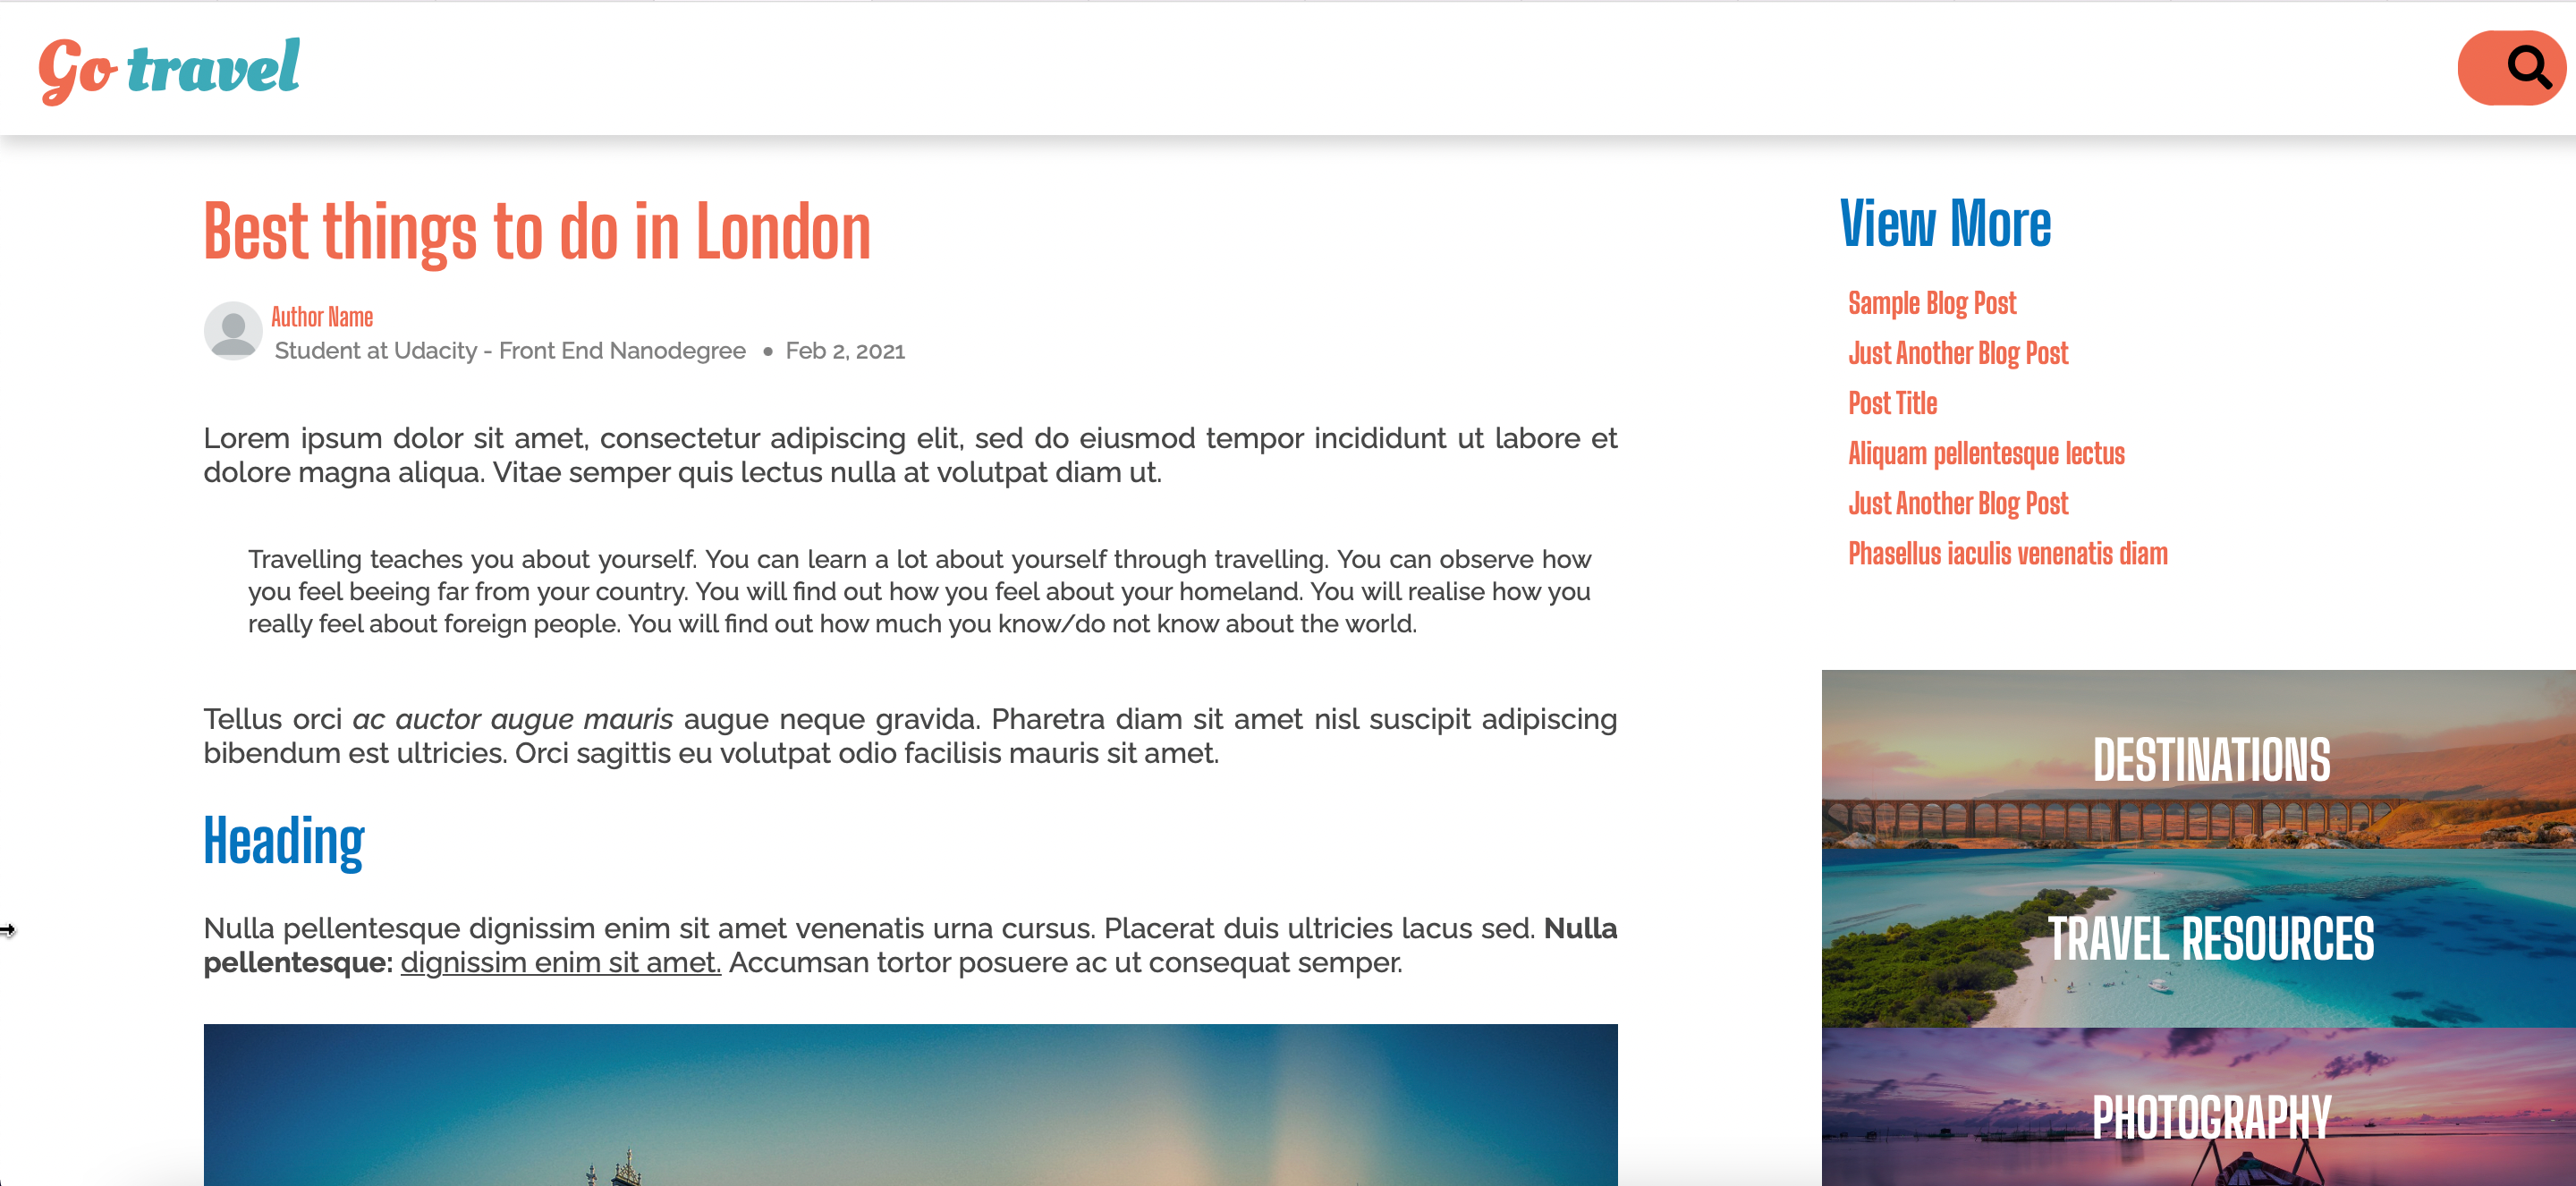 Go travel
Best things to do in London
Author Name
Student at Udacity - Front End Nanodegree • Feb 2, 2021
Lorem ipsum dolor sit amet, consectetur adipiscing elit, sed do eiusmod tempor incididunt ut labore et
dolore magna aliqua. Vitae semper quis lectus nulla at volutpat diam ut.
Travelling teaches you about yourself. You can learn a lot about yourself through travelling. You can observe how
you feel beeing far from your country. You will find out how you feel about your homeland. You will realise how you
really feel about foreign people. You will find out how much you know/do not know about the world.
Tellus orci ac auctor augue mauris augue neque gravida. Pharetra diam sit amet nisl suscipit adipiscing
bibendum est ultricies. Orci sagittis eu volutpat odio facilisis mauris sit amet.
Heading
Nulla pellentesque dignissim enim sit amet venenatis urna cursus. Placerat duis ultricies lacus sed. Nulla
pellentesque: dignissim enim sit amet. Accumsan tortor posuere ac ut consequat semper.
View More
Sample Blog Post
Just Another Blog Post
Post Title
Aliquam pellentesque lectus
Just Another Blog Post
Phasellus iaculis venenatis diam
DESTINATIONS
TRAVEL RESOURCES
PHOTOGRAPHY